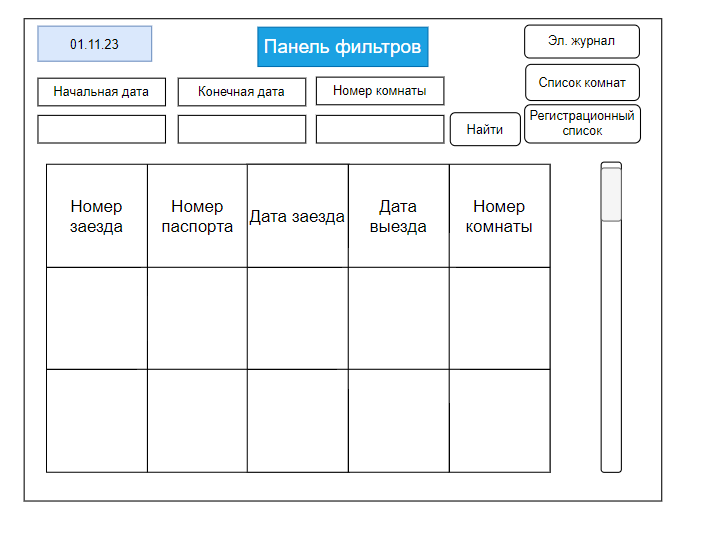 01.11.23
Панель фильтров
Эл. журнал
Начальная дата
Конечная дата
Номер комнаты
Список комнат
Найти
Регистрационный
список
Номер
заезда
Номер
паспорта
Дата заезда
Дата
выезда
Номер
комнаты